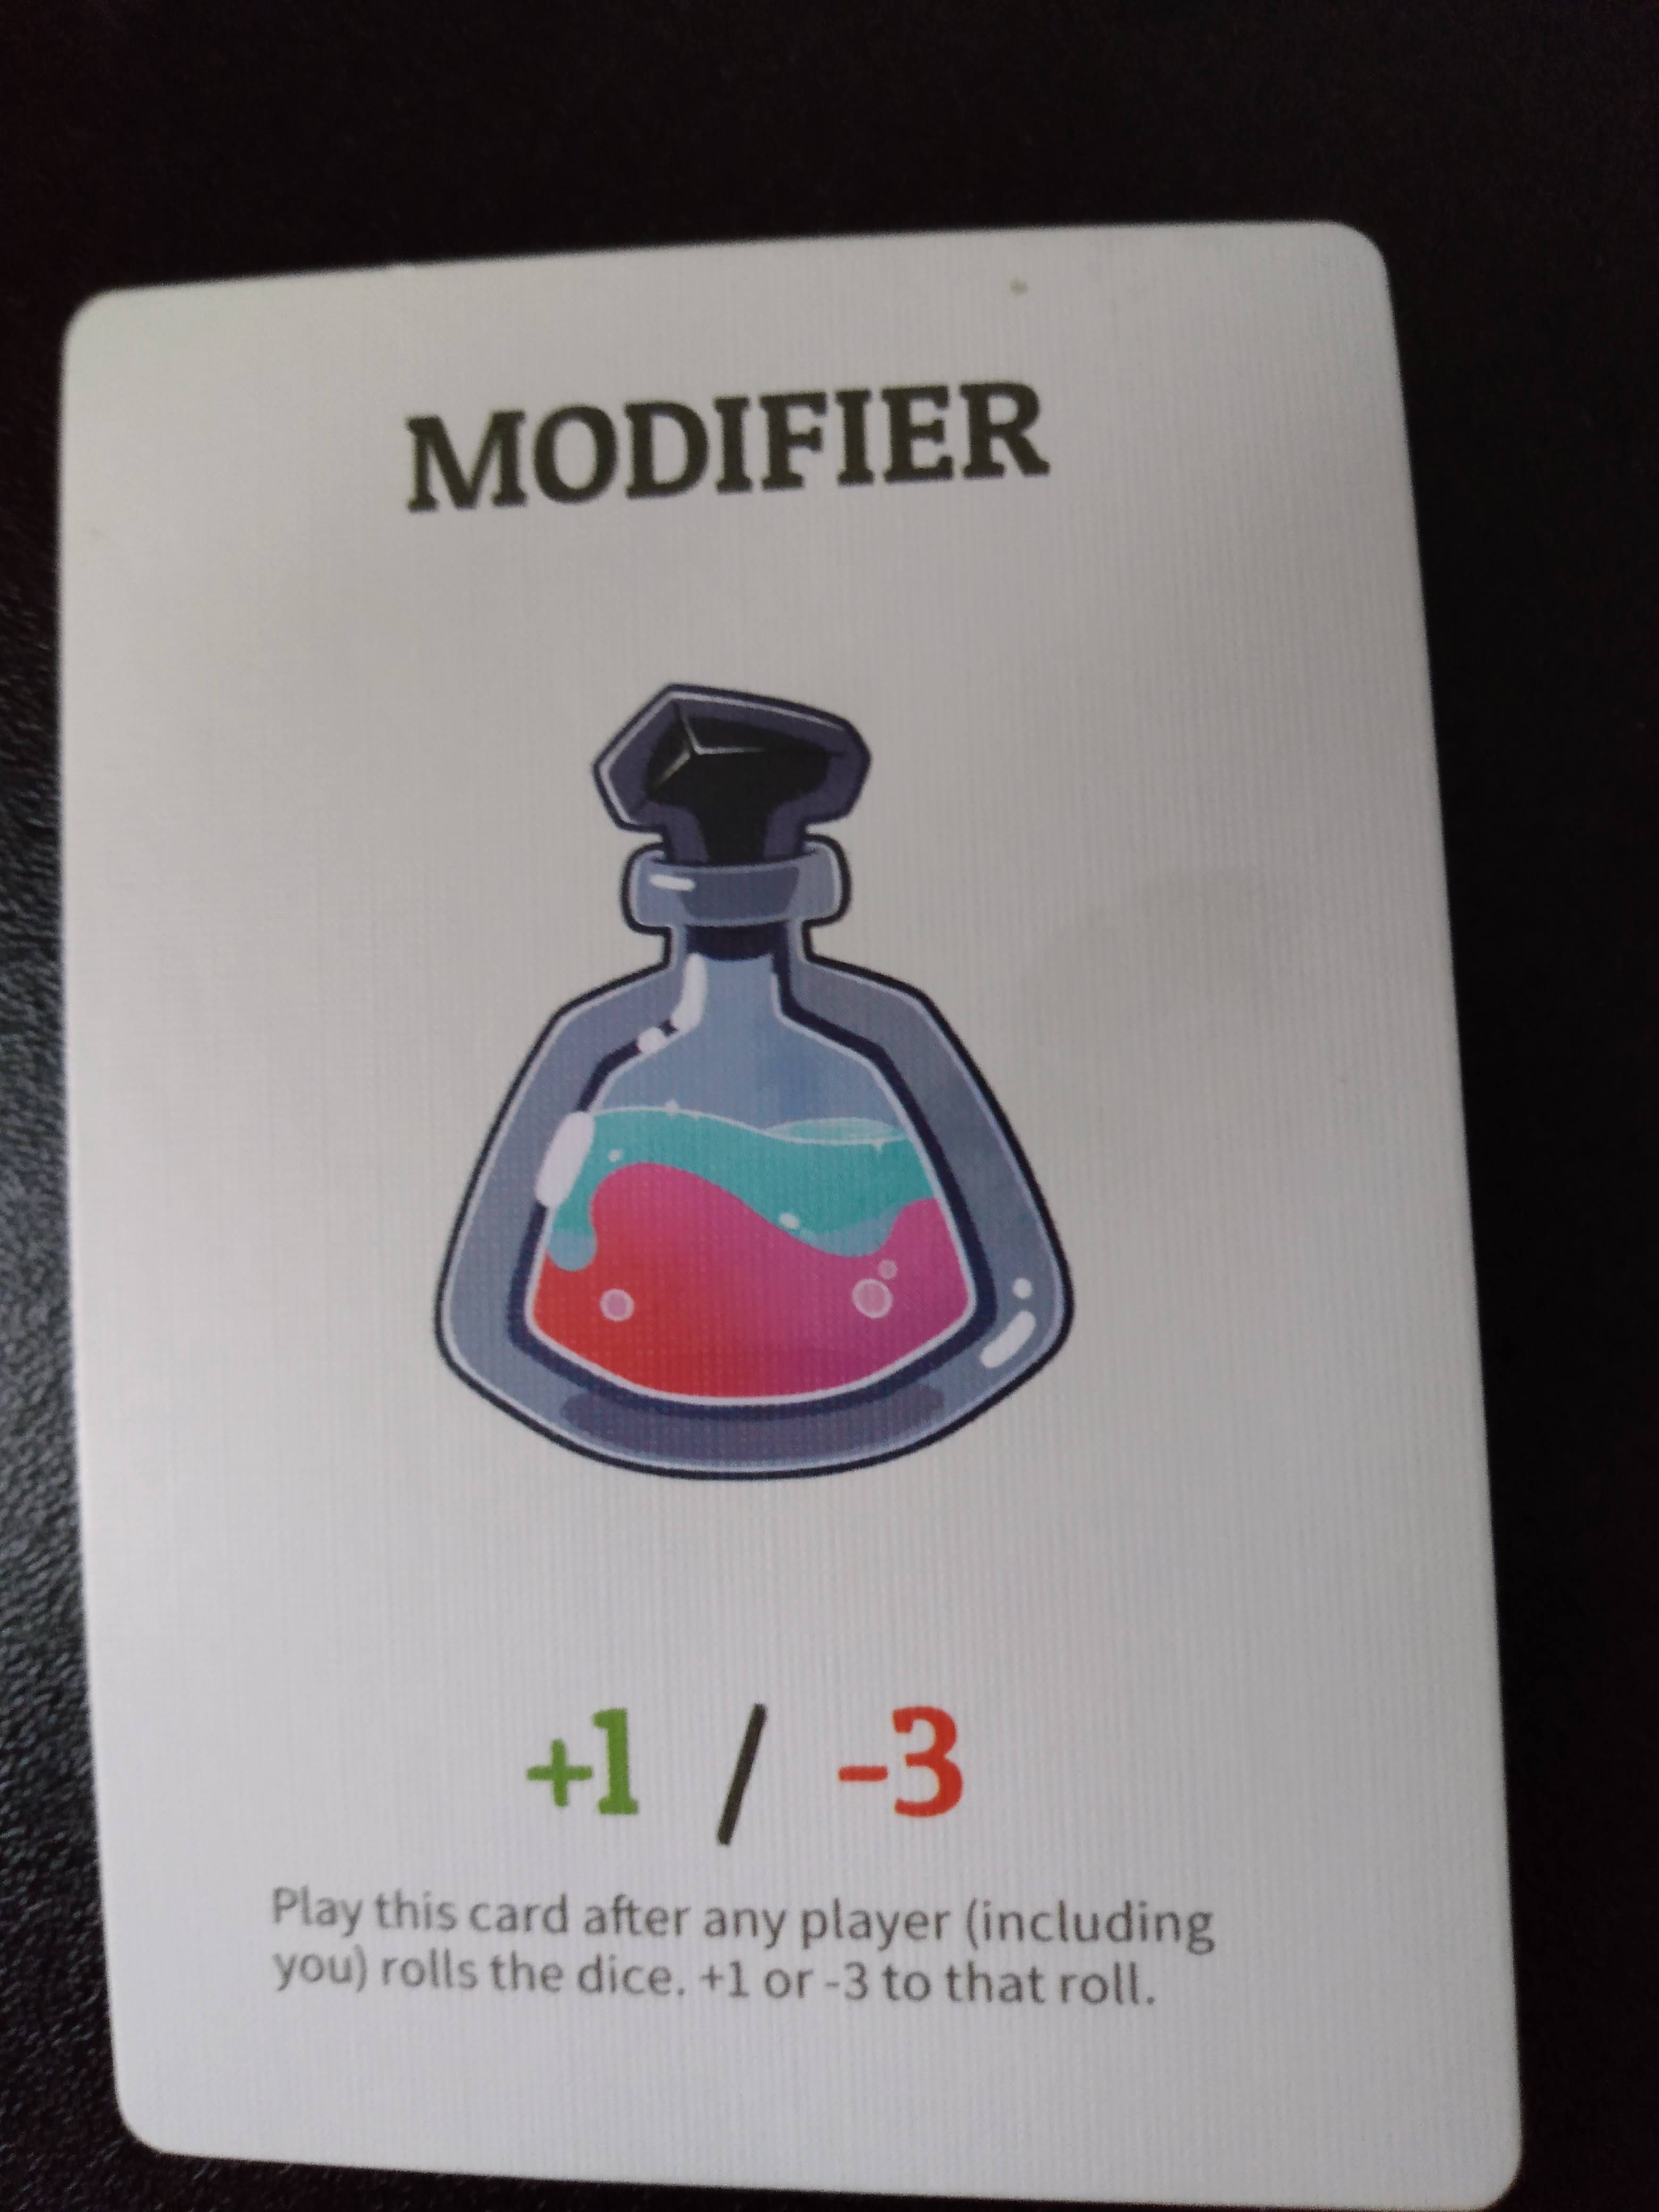 MODIFIER
+1 / -3
Play this card after any player (including
you) rolls the dice. +1 or -3 to that roll.